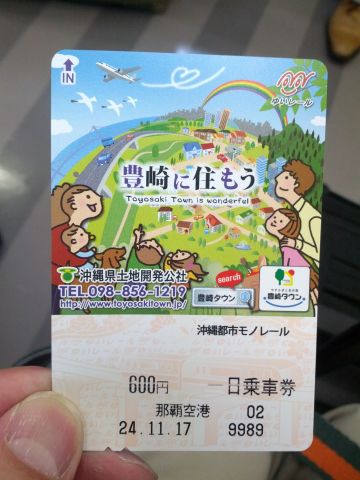 IN
ゆいレール
豊崎に住もう
Toyosaki Town is wonderful
沖縄県土地開発公社
TEL.098-856-1219
http://www.toyosakitown.jp/
search
豊崎タウン
豊崎タウン
沖縄都市モノレール
600円 一日乗車券
那覇空港 02
24.11.17 9989